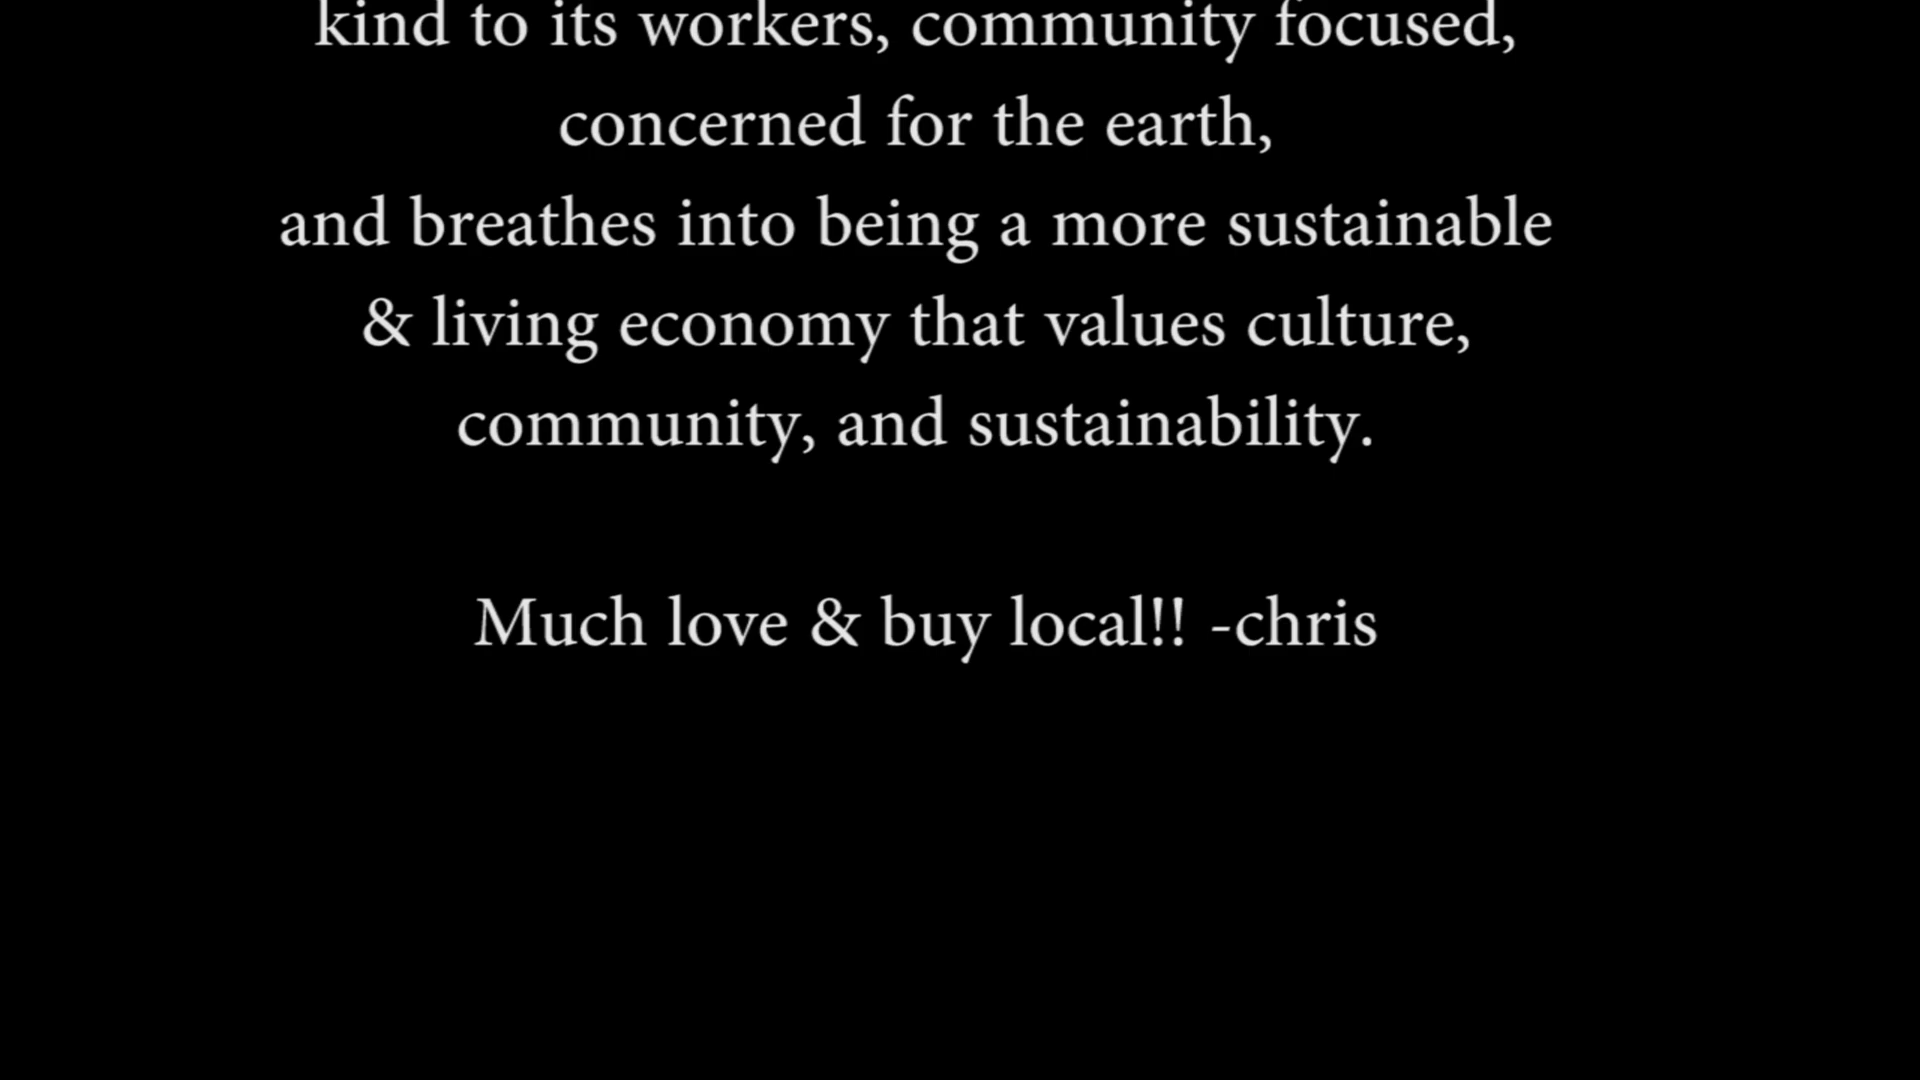 kind to its workers, community focused,
concerned for the earth,
and breathes into being a more sustainable
& living economy that values culture,
community, and sustainability.
Much love & buy local!! -chris